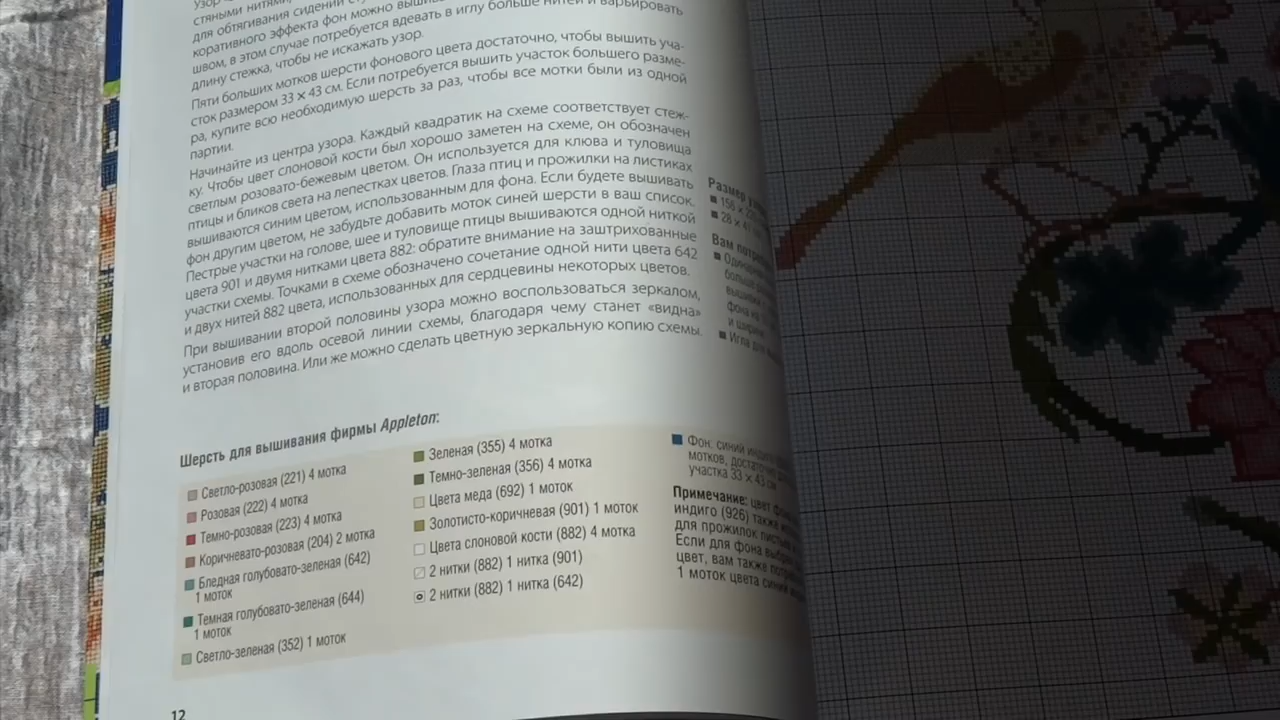 стяными нитями,
для обтягивания сидений
коративного эффекта фон можно
швом, в этом случае потребуется вдевать в иглу больше нитей и варьировать
длину стежка, чтобы не искажать узор.
Пяти больших мотков шерсти фонового цвета достаточно, чтобы вышить уча-
сток размером 33 × 43 см. Если потребуется вышить участок большего разме-
ра, купите всю необходимую шерсть за раз, чтобы все мотки были из одной
партии.
Начинайте из центра узора. Каждый квадратик на схеме соответствует стеж-
ку. Чтобы цвет слоновой кости был хорошо заметен на схеме, он обозначен
светлым розовато-бежевым цветом. Он используется для клюва и туловища
птицы и бликов света на лепестках цветов. Глаза птиц и прожилки на листиках
вышиваются синим цветом, использованным для фона. Если будете вышивать
фон другим цветом, не забудьте добавить моток синей шерсти в ваш список.
Пестрые участки на голове, шее и туловище птицы вышиваются одной ниткой
цвета 901 и двумя нитками цвета 882: обратите внимание на заштрихованные
участки схемы. Точками в схеме обозначено сочетание одной нити цвета 642
и двух нитей 882 цвета, использованных для сердцевины некоторых цветов.
При вышивании второй половины узора можно воспользоваться зеркалом,
установив его вдоль осевой линии схемы, благодаря чему станет «видна»
и вторая половина. Или же можно сделать цветную зеркальную копию схемы.
Размер
Вам
Шерсть для вышивания фирмы Appleton:
Светло-розовая (221) 4 мотка
Розовая (222) 4 мотка
Темно-розовая (223) 4 мотка
Коричневато-розовая (204) 2 мотка
Бледная голубовато-зеленая (642)
1 моток
Темная голубовато-зеленая (644)
1 моток
Светло-зеленая (352) 1 моток
Зеленая (355) 4 мотка
Темно-зеленая (356) 4 мотка
Цвета меда (692) 1 моток
Золотисто-коричневая (901) 1 моток
Цвета слоновой кости (882) 4 мотка
2 нитки (882) 1 нитка (901)
2 нитки (882) 1 нитка (642)
Фон: синий
мотков,
участка 33 × 43 см
Примечание: цвет
индиго (926) также
для прожилок
Если для фона
цвет, вам также
1 моток цвета
12